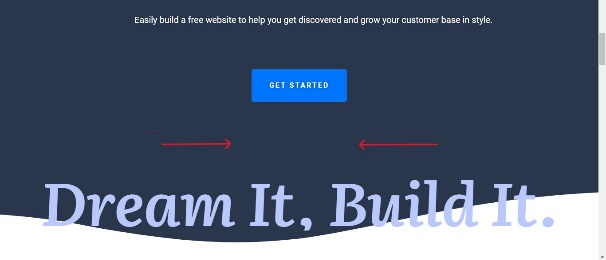 Easily build a free website to help you get discovered and grow your customer base in style.
GET STARTED
Dream It, Build It.